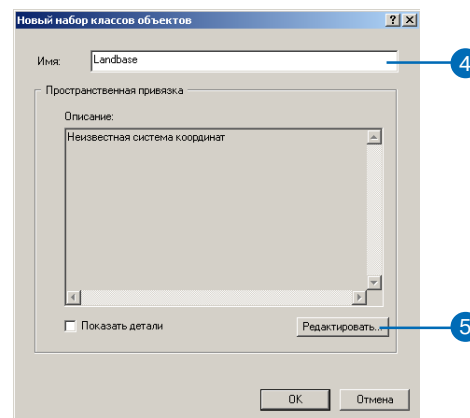 Новый набор классов объектов
Имя: Landbase 4
Пространственная привязка
Описание:
Неизвестная система координат
Показать детали Редактировать... 5
OK Отмена